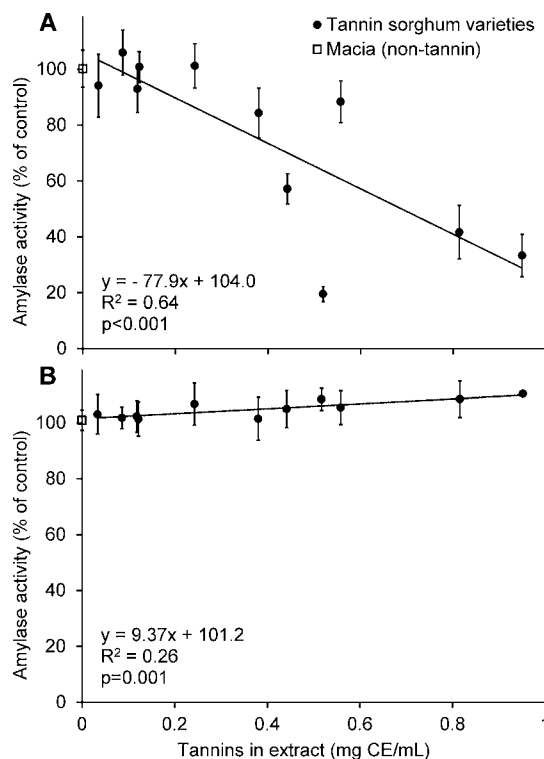 A
● Tannin sorghum varieties
□ Macia (non-tannin)
Amylase activity (% of control)
100
80
60
40
20
0
y = - 77.9x + 104.0
R² = 0.64
p<0.001
B
Amylase activity (% of control)
100
80
60
40
20
0
y = 9.37x + 101.2
R² = 0.26
p=0.001
0 0.2 0.4 0.6 0.8 1
Tannins in extract (mg CE/mL)